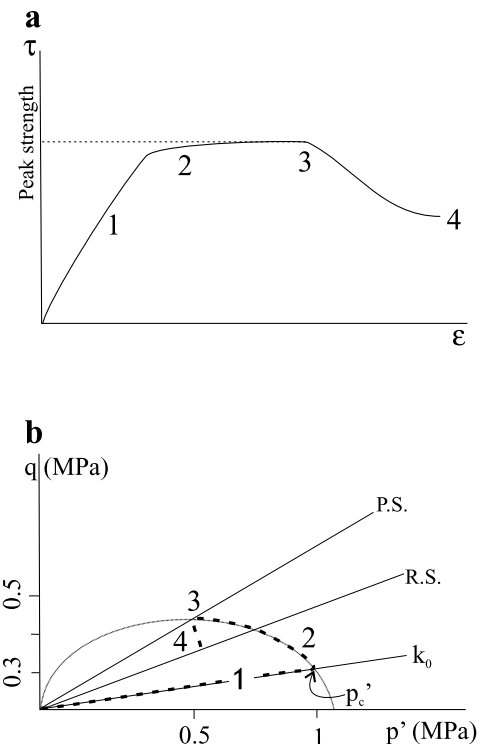 a
τ
Peak strength
1
2
3
4
ε
b
q (MPa)
P.S.
R.S.
0.5
3
2
4
k₀
1
0.3
p꜀'
0.5
1
p' (MPa)